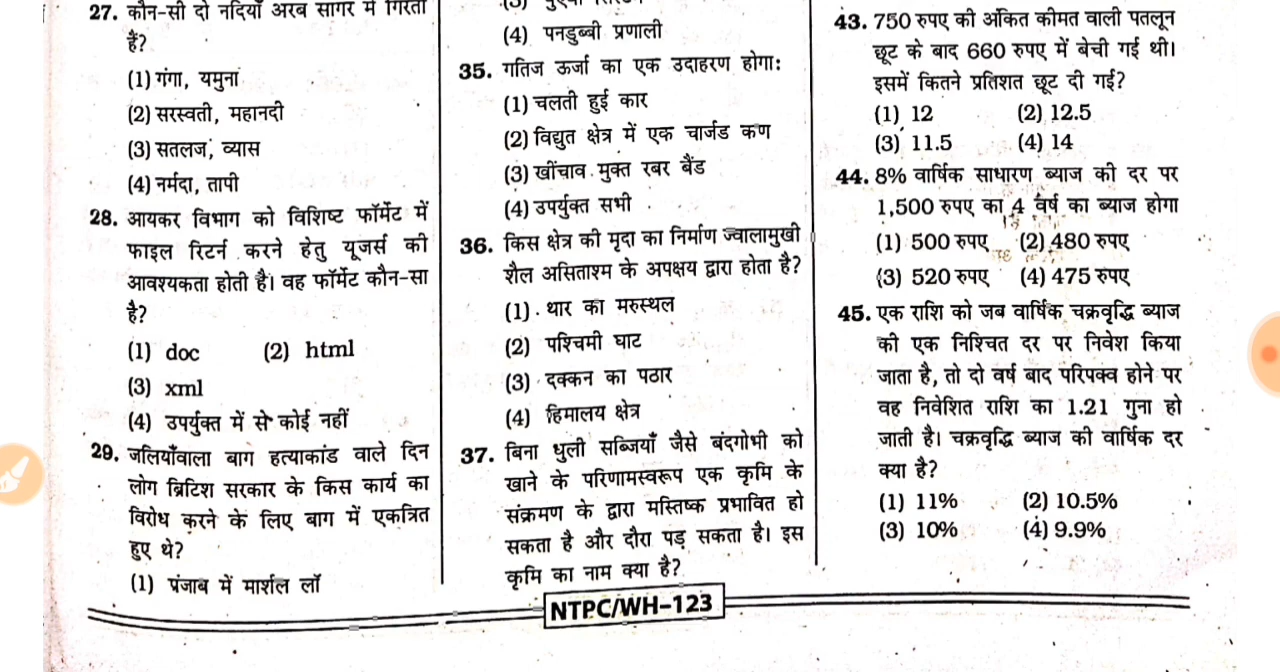 27. कौन-सी दो नदियाँ अरब सागर में गिरती
हैं?
(1) गंगा, यमुना
(2) सरस्वती, महानदी
(3) सतलज, व्यास
(4) नर्मदा, तापी
28. आयकर विभाग को विशिष्ट फॉर्मेट में
फाइल रिटर्न करने हेतु यूजर्स की
आवश्यकता होती है। वह फॉर्मेट कौन-सा
है?
(1) doc (2) html
(3) xml
(4) उपर्युक्त में से कोई नहीं
29. जलियाँवाला बाग हत्याकांड वाले दिन
लोग ब्रिटिश सरकार के किस कार्य का
विरोध करने के लिए बाग में एकत्रित
हुए थे?
(1) पंजाब में मार्शल लॉ
(4) पनडुब्बी प्रणाली
35. गतिज ऊर्जा का एक उदाहरण होगा:
(1) चलती हुई कार
(2) विद्युत क्षेत्र में एक चार्जड कण
(3) खींचाव मुक्त रबर बैंड
(4) उपर्युक्त सभी
36. किस क्षेत्र की मृदा का निर्माण ज्वालामुखी
शैल असिताश्म के अपक्षय द्वारा होता है?
(1) थार का मरुस्थल
(2) पश्चिमी घाट
(3) दक्कन का पठार
(4) हिमालय क्षेत्र
37. बिना धुली सब्जियाँ जैसे बंदगोभी को
खाने के परिणामस्वरूप एक कृमि के
संक्रमण के द्वारा मस्तिष्क प्रभावित हो
सकता है और दौरा पड़ सकता है। इस
कृमि का नाम क्या है?
43. 750 रुपए की अंकित कीमत वाली पतलून
छूट के बाद 660 रुपए में बेची गई थी।
इसमें कितने प्रतिशत छूट दी गई?
(1) 12 (2) 12.5
(3) 11.5 (4) 14
44. 8% वार्षिक साधारण ब्याज की दर पर
1,500 रुपए का 4 वर्ष का ब्याज होगा
(1) 500 रुपए (2) 480 रुपए
(3) 520 रुपए (4) 475 रुपए
45. एक राशि को जब वार्षिक चक्रवृद्धि ब्याज
की एक निश्चित दर पर निवेश किया
जाता है, तो दो वर्ष बाद परिपक्व होने पर
वह निवेशित राशि का 1.21 गुना हो
जाती है। चक्रवृद्धि ब्याज की वार्षिक दर
क्या है?
(1) 11% (2) 10.5%
(3) 10% (4) 9.9%
NTPC/WH-123